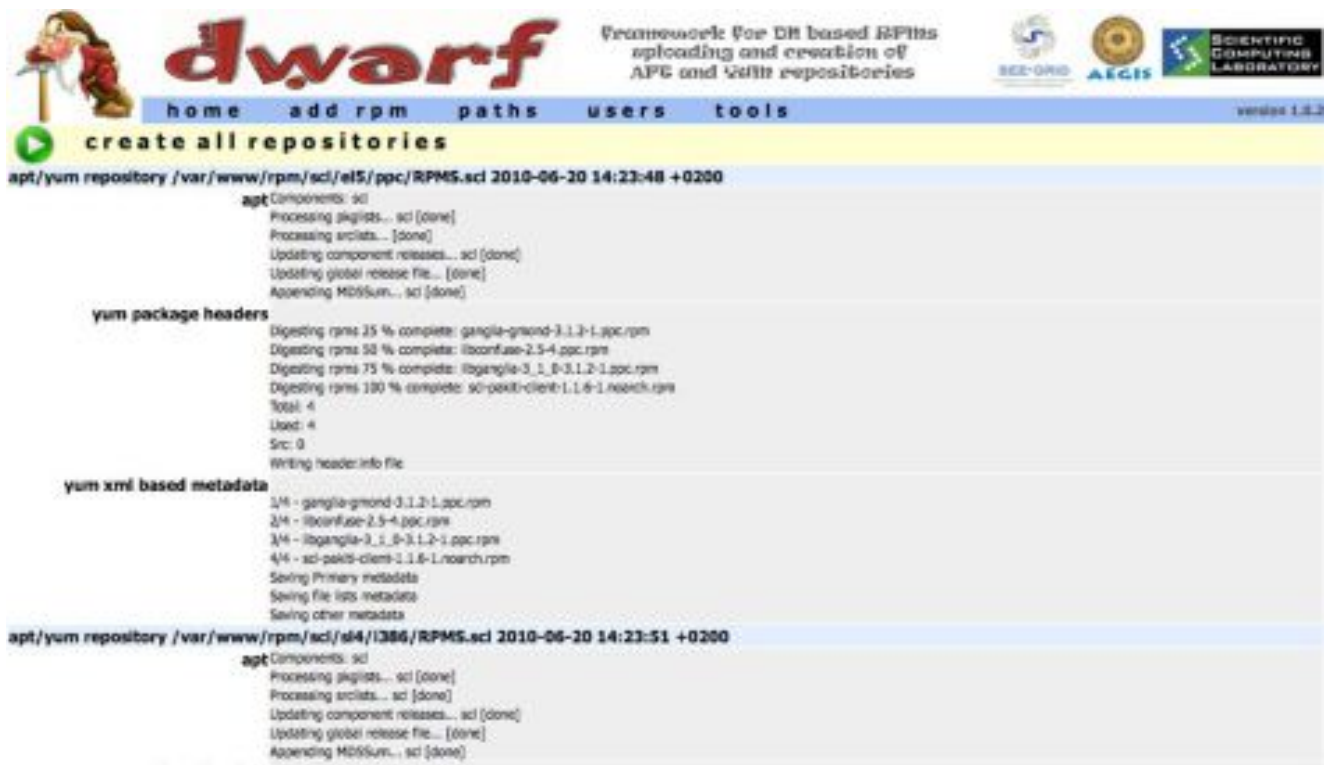 dwarf
Framework for DB based RPMs
uploading and creation of
APT and YUM repositories
SEE-GRID
AEGIS
SCIENTIFIC
COMPUTING
LABORATORY
home add rpm paths users tools
version 1.0.2
create all repositories
apt/yum repository /var/www/rpm/scl/el5/ppc/RPMS.scl 2010-06-20 14:23:48 +0200
apt Components: scl
Processing pkglists... scl [done]
Processing srclists... [done]
Updating component releases... scl [done]
Updating global release file... [done]
Appending MD5Sum... scl [done]
yum package headers
Digesting rpms 25 % complete: ganglia-gmond-3.1.2-1.ppc.rpm
Digesting rpms 50 % complete: libconfuse-2.5-4.ppc.rpm
Digesting rpms 75 % complete: libganglia-3_1_0-3.1.2-1.ppc.rpm
Digesting rpms 100 % complete: scl-pakiti-client-1.1.6-1.noarch.rpm
Total: 4
Used: 4
Src: 0
Writing header.info file
yum xml based metadata
1/4 - ganglia-gmond-3.1.2-1.ppc.rpm
2/4 - libconfuse-2.5-4.ppc.rpm
3/4 - libganglia-3_1_0-3.1.2-1.ppc.rpm
4/4 - scl-pakiti-client-1.1.6-1.noarch.rpm
Saving Primary metadata
Saving file lists metadata
Saving other metadata
apt/yum repository /var/www/rpm/scl/sl4/i386/RPMS.scl 2010-06-20 14:23:51 +0200
apt Components: scl
Processing pkglists... scl [done]
Processing srclists... scl [done]
Updating component releases... scl [done]
Updating global release file... [done]
Appending MD5Sum... scl [done]